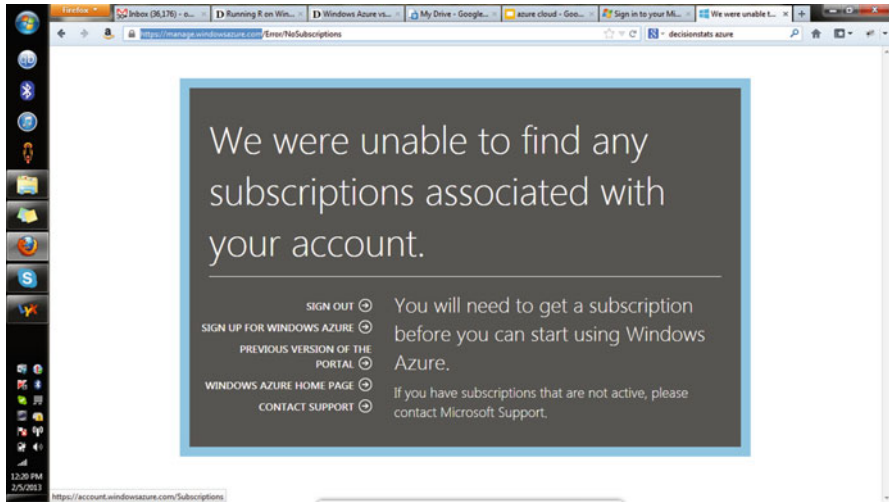 Firefox
Inbox (36,176) - o...
D Running R on Win...
D Windows Azure vs...
My Drive - Google...
azure cloud - Goo...
Sign in to your Mi...
We were unable t...
https://manage.windowsazure.com/Error/NoSubscriptions
decisionstats azure
We were unable to find any
subscriptions associated with
your account.
SIGN OUT
SIGN UP FOR WINDOWS AZURE
PREVIOUS VERSION OF THE
PORTAL
WINDOWS AZURE HOME PAGE
CONTACT SUPPORT
You will need to get a subscription
before you can start using Windows
Azure.
If you have subscriptions that are not active, please
contact Microsoft Support.
12:20 PM
2/5/2013
https://account.windowsazure.com/Subscriptions